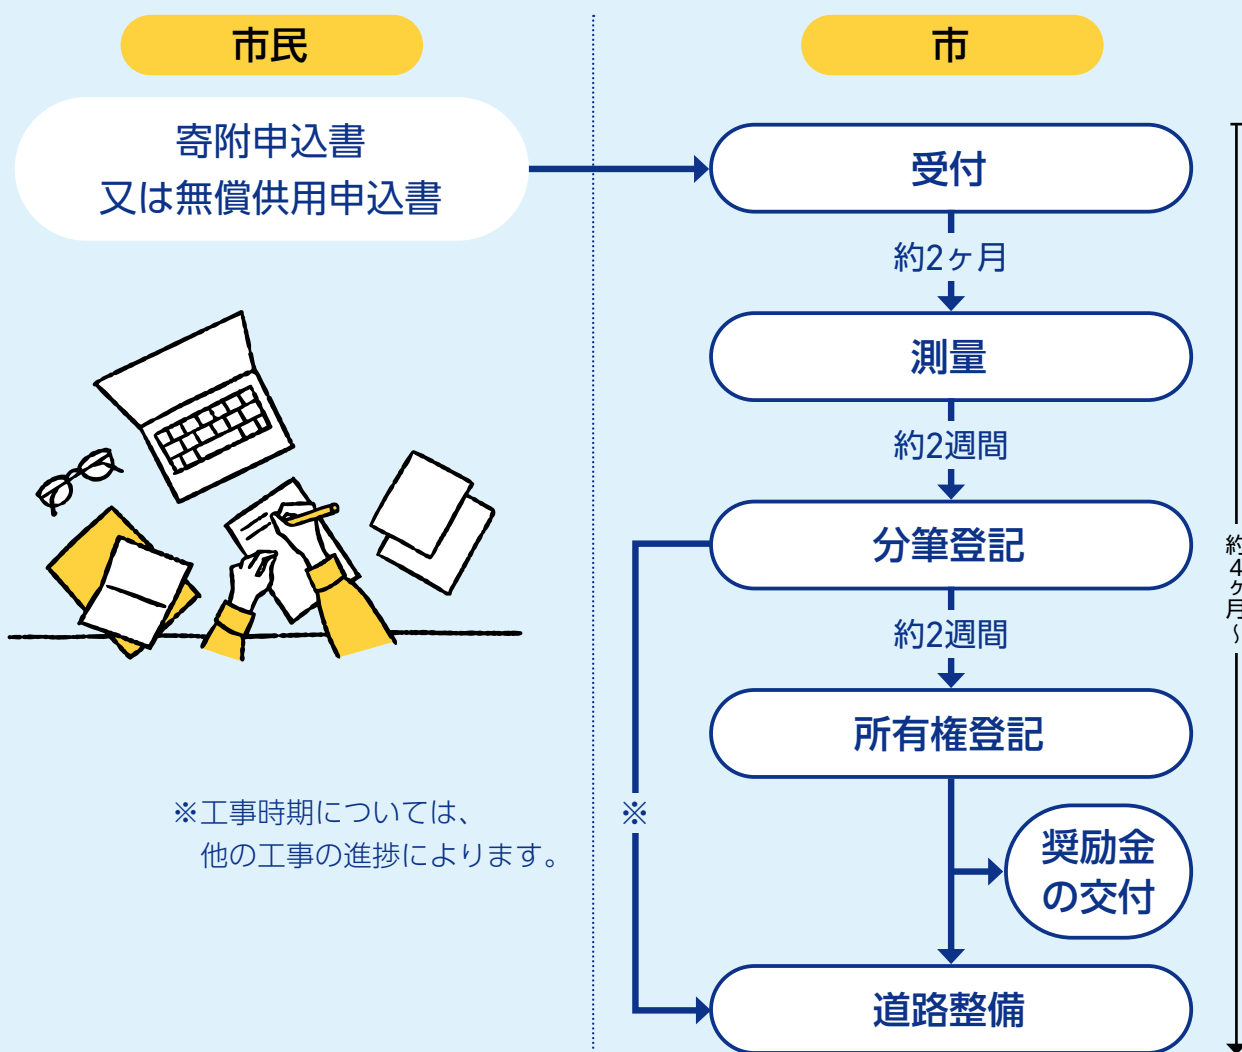 市民
寄附申込書
又は無償供用申込書
※工事時期については、
他の工事の進捗によります。
市
受付
約2ヶ月
測量
約2週間
分筆登記
約2週間
所有権登記
※
奨励金
の交付
道路整備
約4ヶ月〜